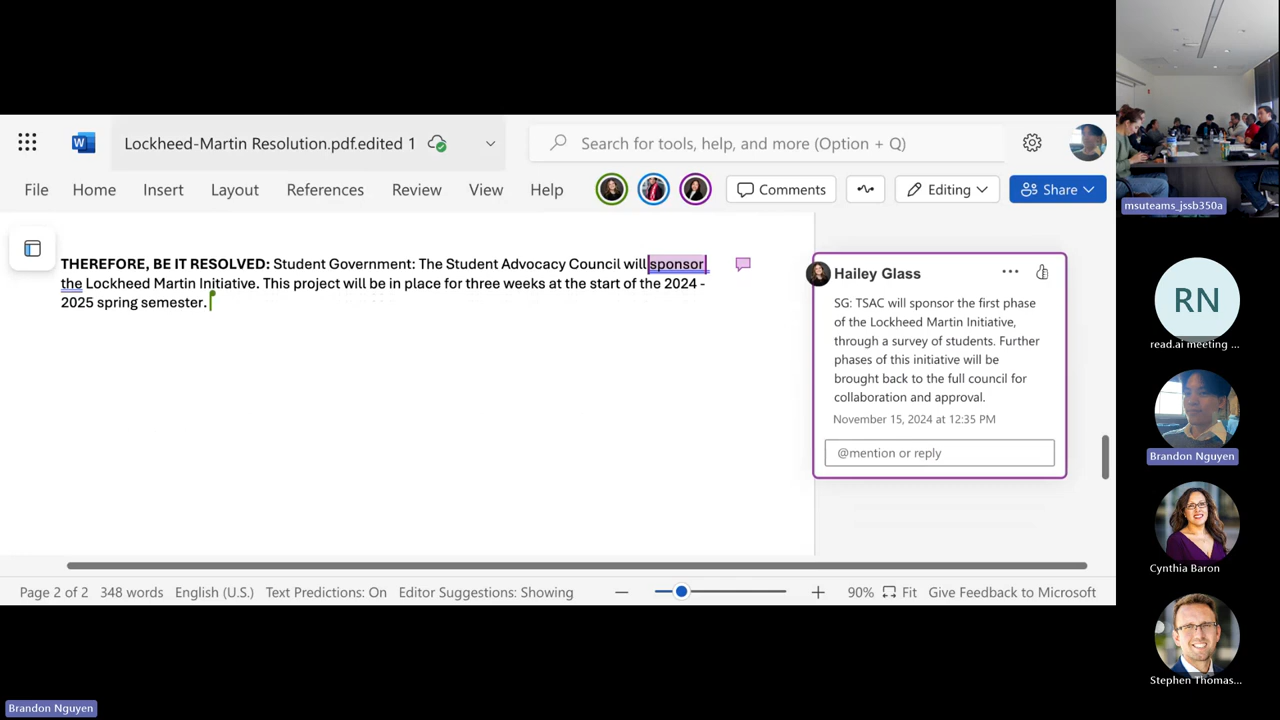 Lockheed-Martin Resolution.pdf.edited 1
Search for tools, help, and more (Option + Q)
File Home Insert Layout References Review View Help
Comments Editing Share
THEREFORE, BE IT RESOLVED: Student Government: The Student Advocacy Council will sponsor
the Lockheed Martin Initiative. This project will be in place for three weeks at the start of the 2024 -
2025 spring semester.
Hailey Glass
SG: TSAC will sponsor the first phase
of the Lockheed Martin Initiative,
through a survey of students. Further
phases of this initiative will be
brought back to the full council for
collaboration and approval.
November 15, 2024 at 12:35 PM
@mention or reply
Page 2 of 2 348 words English (U.S.) Text Predictions: On Editor Suggestions: Showing 90% Fit Give Feedback to Microsoft
msuteams_jssb350a
RN
read.ai meeting ...
Brandon Nguyen
Cynthia Baron
Stephen Thomas...
Brandon Nguyen